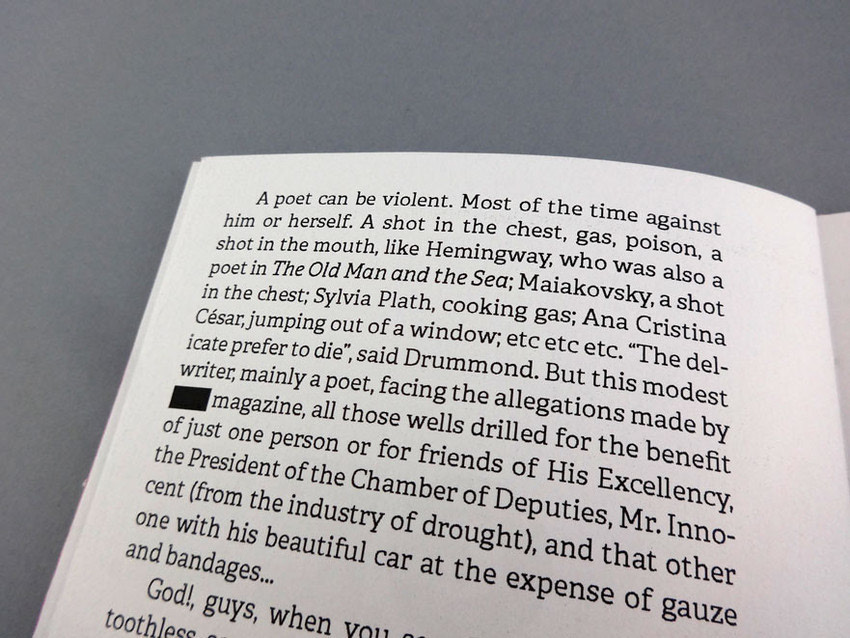 A poet can be violent. Most of the time against
him or herself. A shot in the chest, gas, poison, a
shot in the mouth, like Hemingway, who was also a
poet in The Old Man and the Sea; Maiakovsky, a shot
in the chest; Sylvia Plath, cooking gas; Ana Cristina
César, jumping out of a window; etc etc etc. “The del-
icate prefer to die”, said Drummond. But this modest
writer, mainly a poet, facing the allegations made by
magazine, all those wells drilled for the benefit
of just one person or for friends of His Excellency,
the President of the Chamber of Deputies, Mr. Inno-
cent (from the industry of drought), and that other
one with his beautiful car at the expense of gauze
and bandages...
God!, guys, when you
toothless